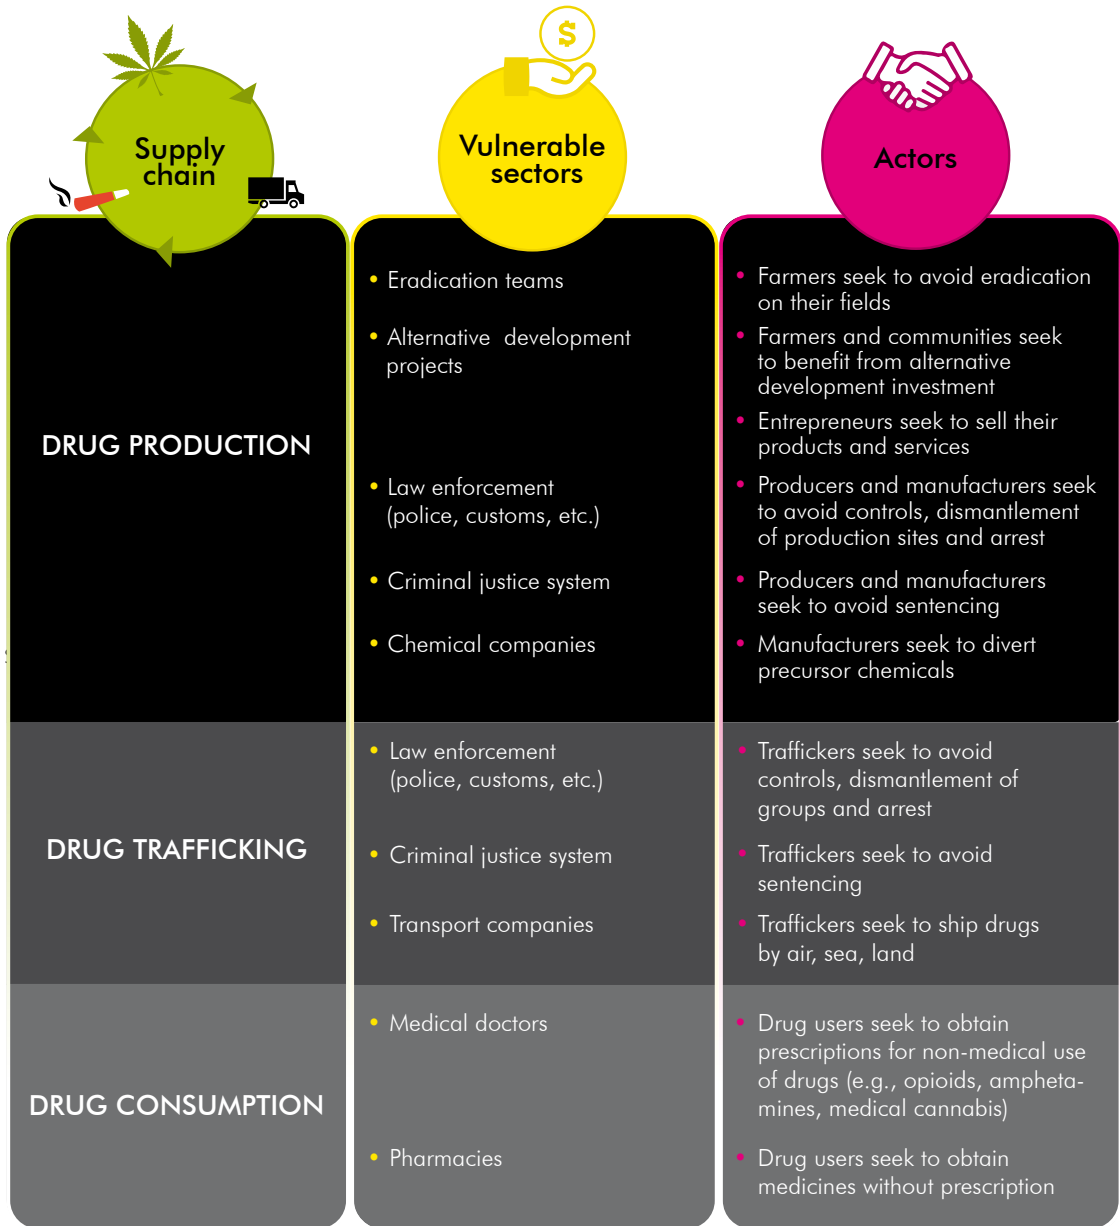 $
Supply
chain
Vulnerable
sectors
Actors
DRUG PRODUCTION
• Eradication teams
• Alternative development
projects
• Law enforcement
(police, customs, etc.)
• Criminal justice system
• Chemical companies
• Farmers seek to avoid eradication
on their fields
• Farmers and communities seek
to benefit from alternative
development investment
• Entrepreneurs seek to sell their
products and services
• Producers and manufacturers seek
to avoid controls, dismantlement
of production sites and arrest
• Producers and manufacturers
seek to avoid sentencing
• Manufacturers seek to divert
precursor chemicals
DRUG TRAFFICKING
• Law enforcement
(police, customs, etc.)
• Criminal justice system
• Transport companies
• Traffickers seek to avoid
controls, dismantlement of
groups and arrest
• Traffickers seek to avoid
sentencing
• Traffickers seek to ship drugs
by air, sea, land
DRUG CONSUMPTION
• Medical doctors
• Pharmacies
• Drug users seek to obtain
prescriptions for non-medical use
of drugs (e.g., opioids, ampheta-
mines, medical cannabis)
• Drug users seek to obtain
medicines without prescription